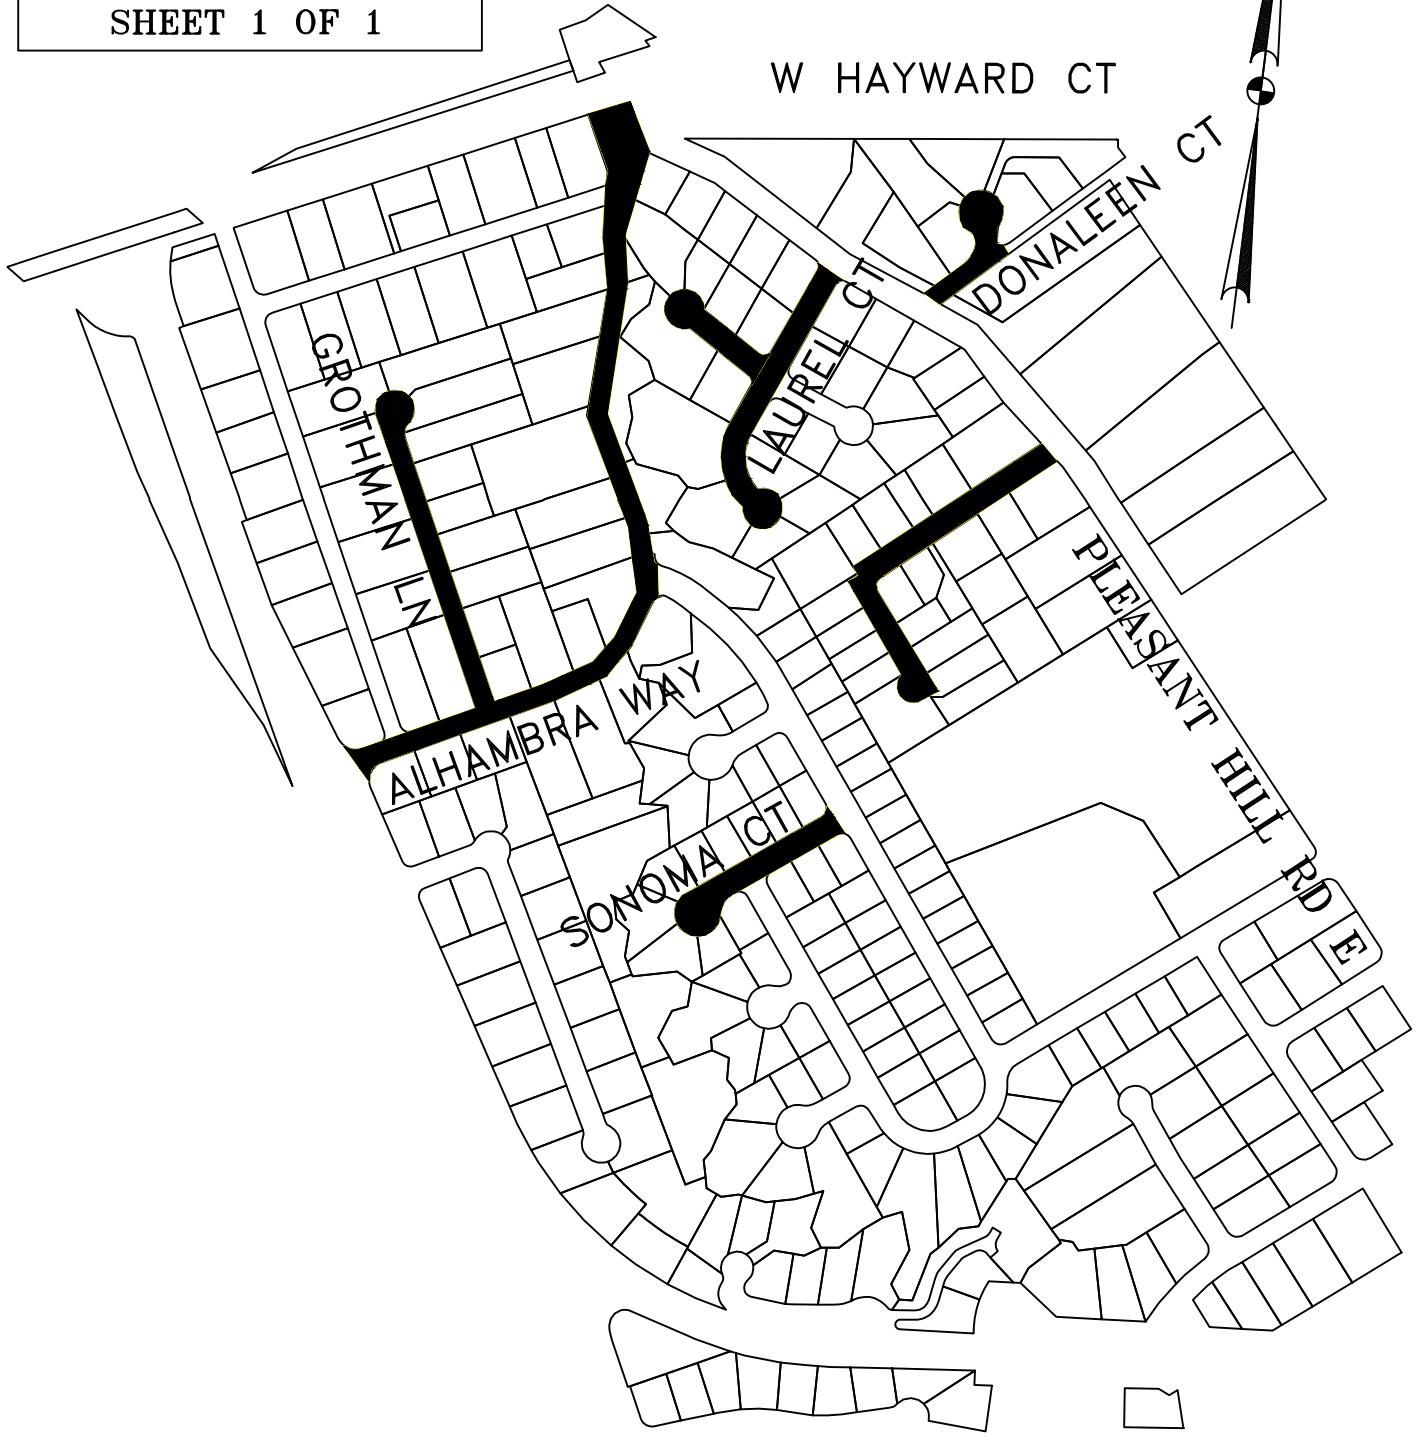 SHEET 1 OF 1
W HAYWARD CT
DONALEEN CT
LAUREL CT
GROTHMAN LN
PLEASANT HILL RD E
ALHAMBRA WAY
SONOMA CT